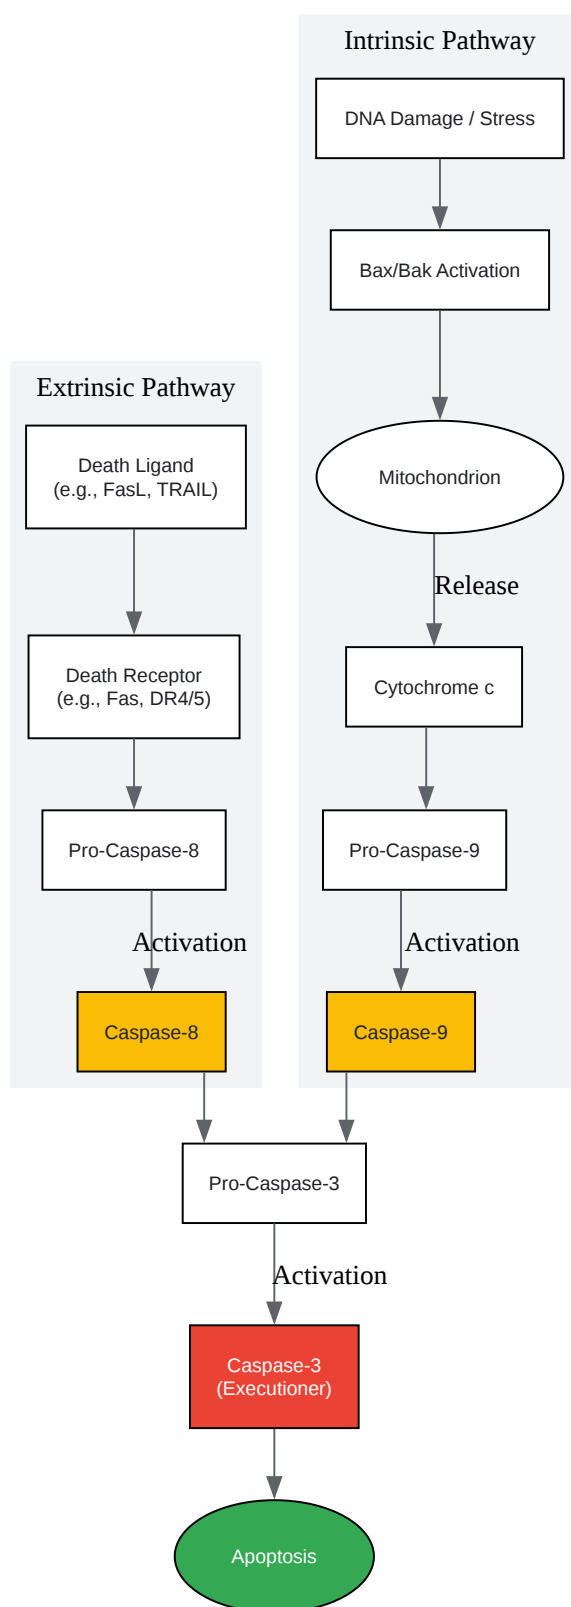 Intrinsic Pathway
DNA Damage / Stress
Bax/Bak Activation
Mitochondrion
Release
Cytochrome c
Pro-Caspase-9
Activation
Caspase-9
Extrinsic Pathway
Death Ligand
(e.g., FasL, TRAIL)
Death Receptor
(e.g., Fas, DR4/5)
Pro-Caspase-8
Activation
Caspase-8
Pro-Caspase-3
Activation
Caspase-3
(Executioner)
Apoptosis